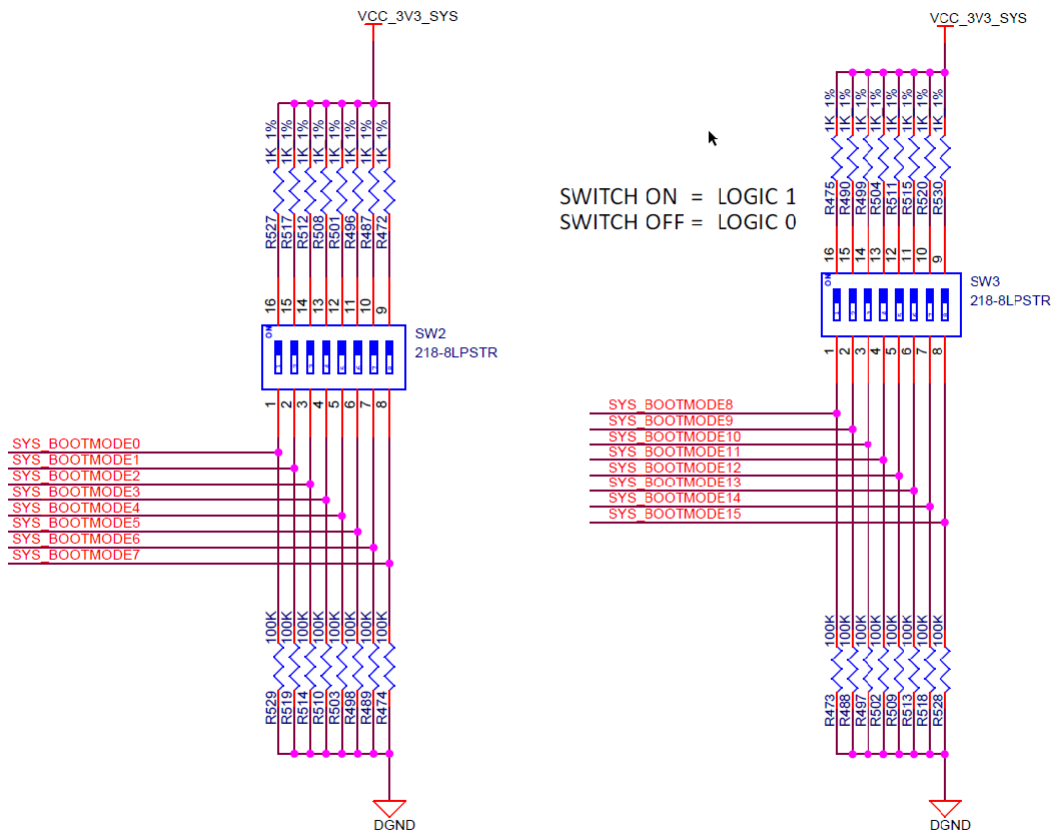 VCC_3V3_SYS
1K 1% 1K 1% 1K 1% 1K 1% 1K 1% 1K 1% 1K 1% 1K 1%
R527 R517 R512 R508 R501 R496 R487 R472
16 15 14 13 12 11 10 9
ON
SW2
218-8LPSTR
1 2 3 4 5 6 7 8
SYS_BOOTMODE0
SYS_BOOTMODE1
SYS_BOOTMODE2
SYS_BOOTMODE3
SYS_BOOTMODE4
SYS_BOOTMODE5
SYS_BOOTMODE6
SYS_BOOTMODE7
100K 100K 100K 100K 100K 100K 100K 100K
R529 R519 R514 R510 R503 R498 R489 R474
DGND
SWITCH ON = LOGIC 1
SWITCH OFF = LOGIC 0
VCC_3V3_SYS
1K 1% 1K 1% 1K 1% 1K 1% 1K 1% 1K 1% 1K 1% 1K 1%
R475 R490 R499 R504 R511 R515 R520 R530
16 15 14 13 12 11 10 9
ON
SW3
218-8LPSTR
1 2 3 4 5 6 7 8
SYS_BOOTMODE8
SYS_BOOTMODE9
SYS_BOOTMODE10
SYS_BOOTMODE11
SYS_BOOTMODE12
SYS_BOOTMODE13
SYS_BOOTMODE14
SYS_BOOTMODE15
100K 100K 100K 100K 100K 100K 100K 100K
R473 R488 R497 R502 R509 R513 R518 R528
DGND